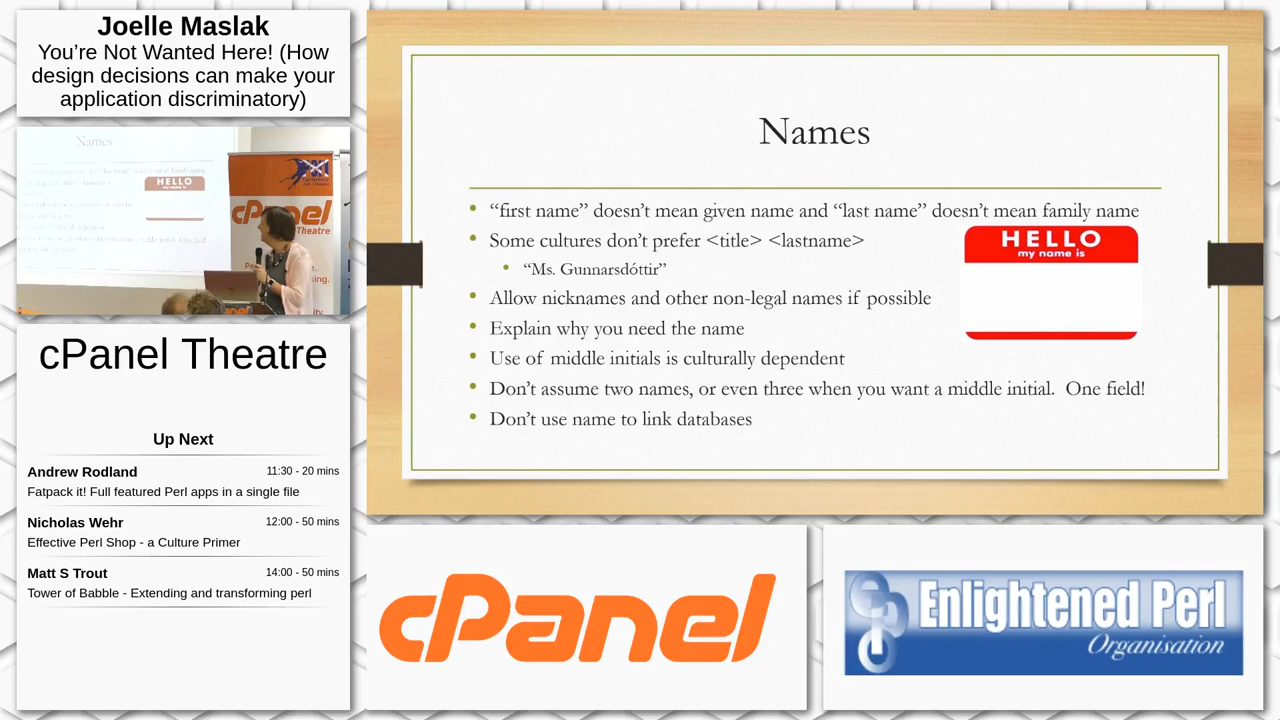 Joelle Maslak
You’re Not Wanted Here! (How
design decisions can make your
application discriminatory)
Names
HELLO
cPanel
Theatre
cPanel Theatre
Up Next
Andrew Rodland 11:30 - 20 mins
Fatpack it! Full featured Perl apps in a single file
Nicholas Wehr 12:00 - 50 mins
Effective Perl Shop - a Culture Primer
Matt S Trout 14:00 - 50 mins
Tower of Babble - Extending and transforming perl
Names
“first name” doesn’t mean given name and “last name” doesn’t mean family name
Some cultures don’t prefer <title> <lastname>
“Ms. Gunnarsdóttir”
Allow nicknames and other non-legal names if possible
Explain why you need the name
Use of middle initials is culturally dependent
Don’t assume two names, or even three when you want a middle initial. One field!
Don’t use name to link databases
HELLO
my name is
cPanel
Enlightened Perl
Organisation